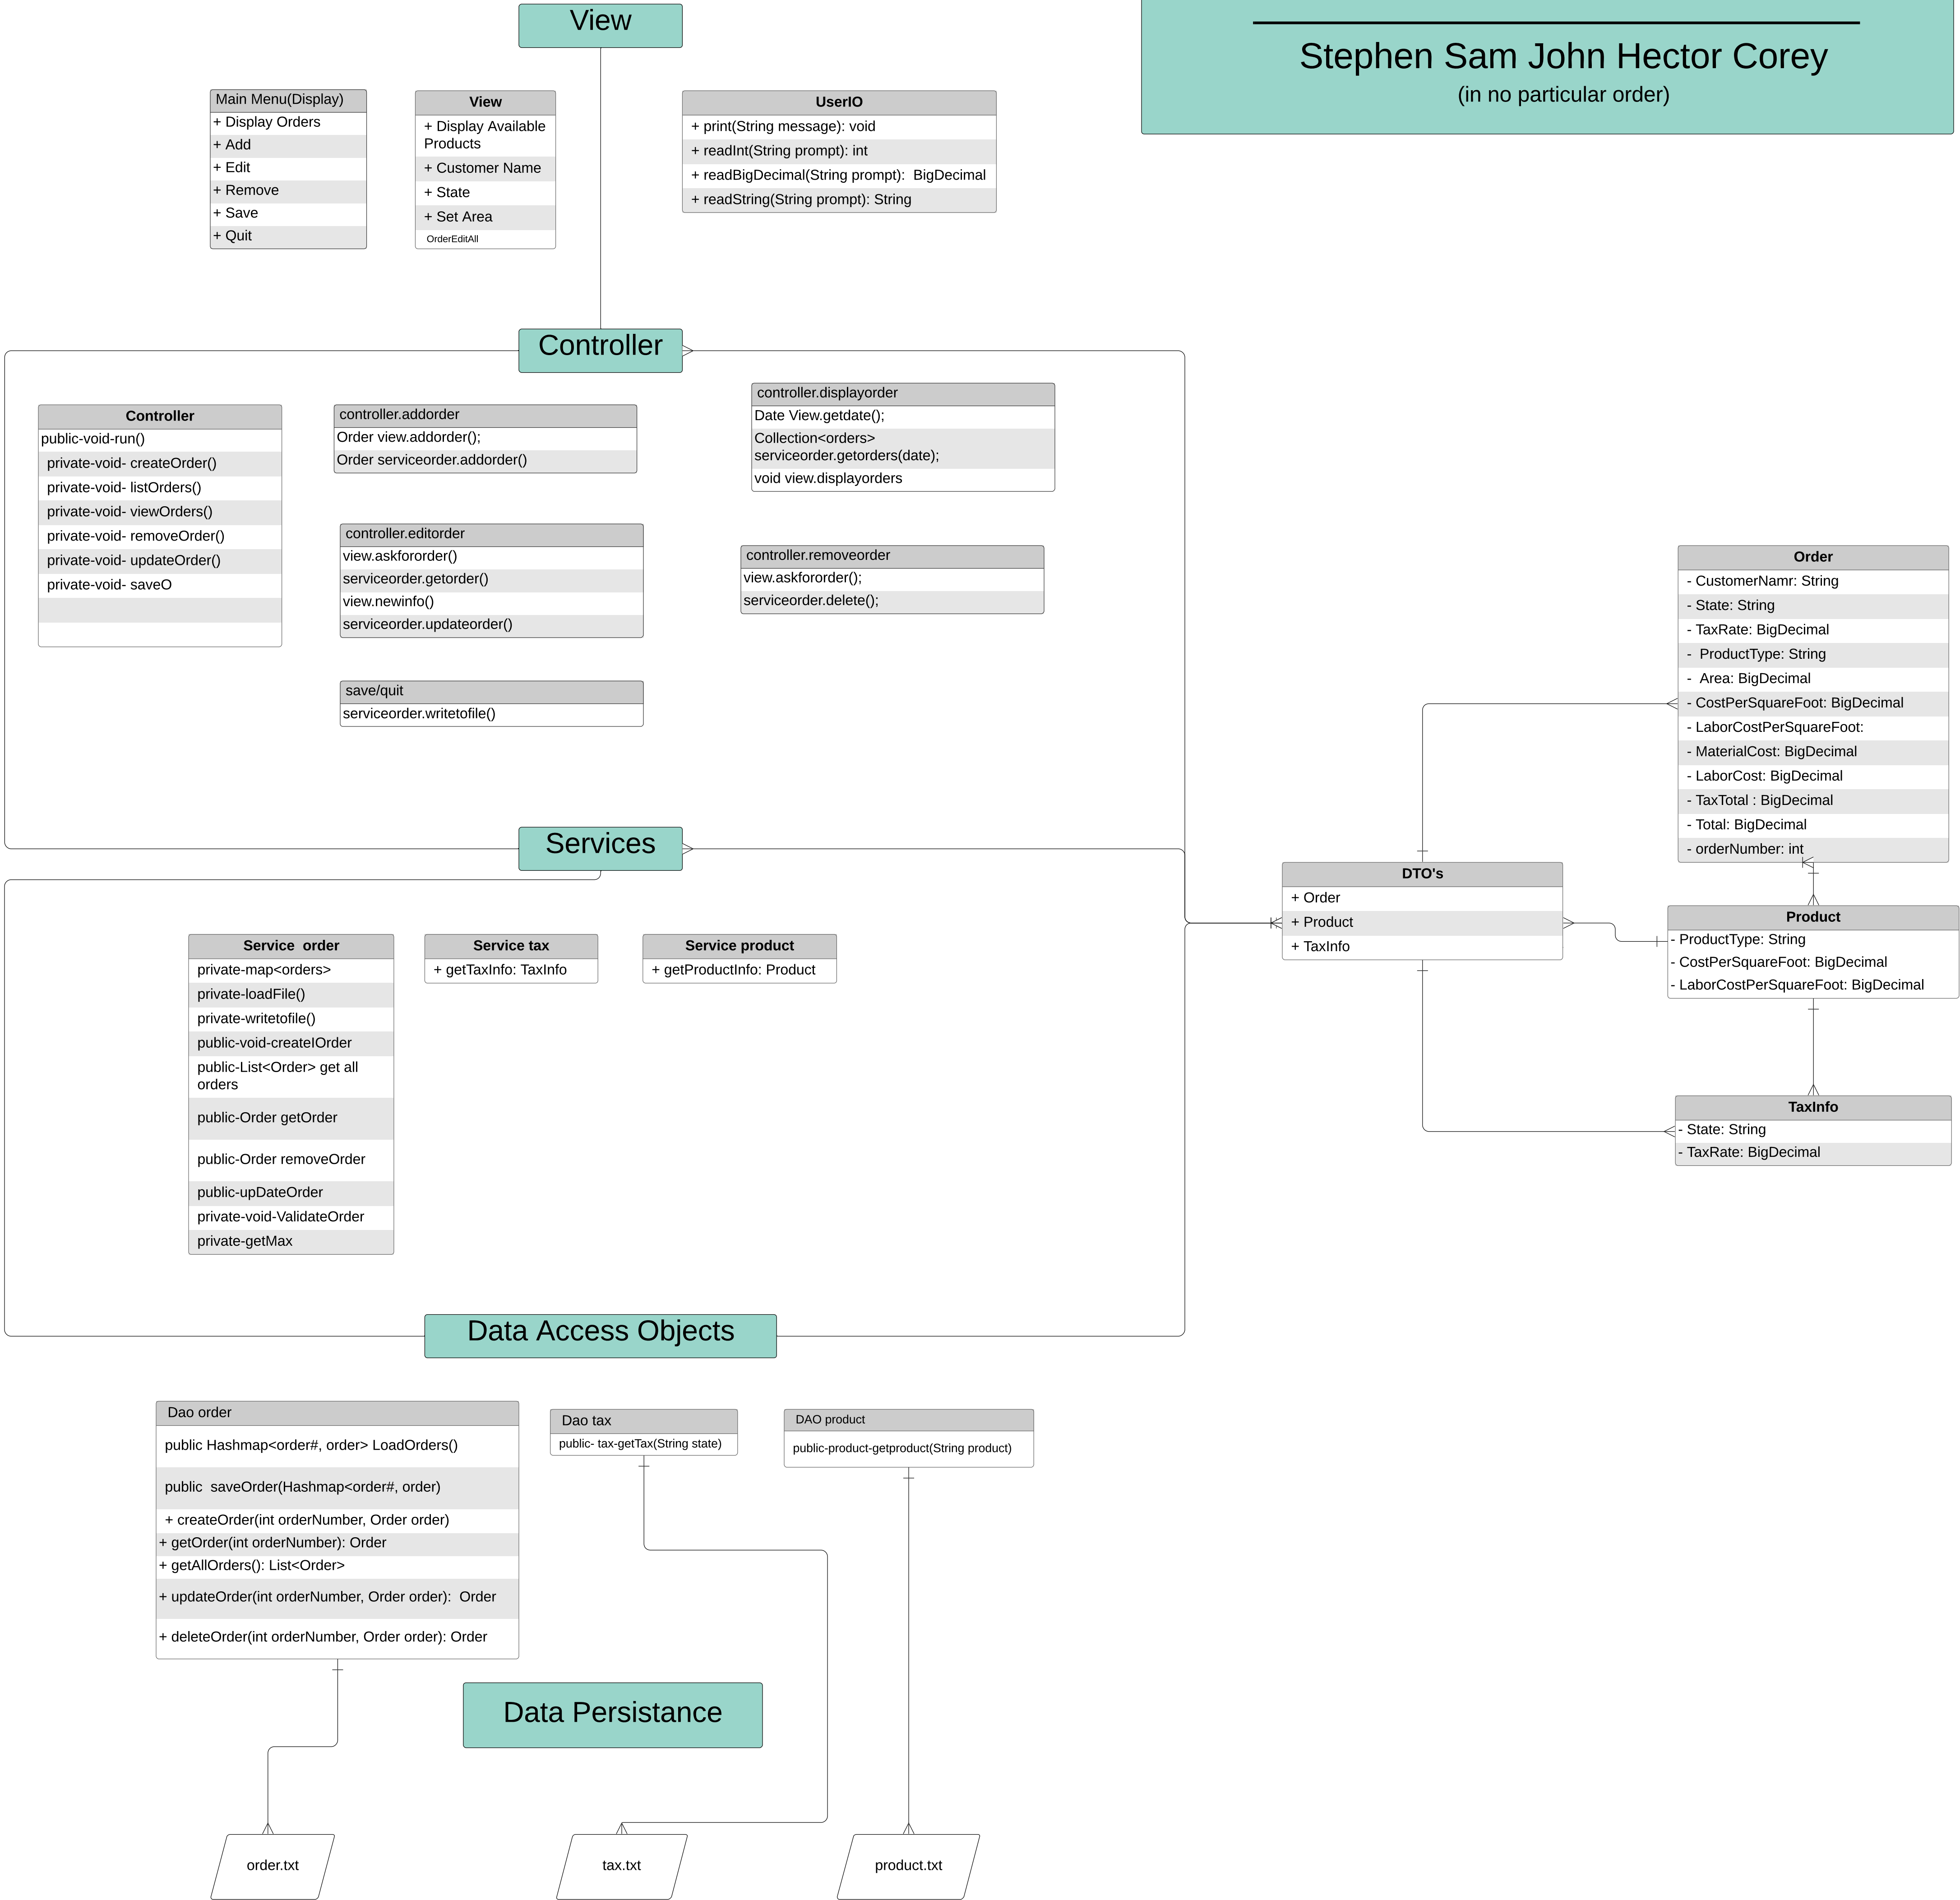 View
Stephen Sam John Hector Corey
(in no particular order)
Main Menu(Display)
+ Display Orders
+ Add
+ Edit
+ Remove
+ Save
+ Quit
View
+ Display Available
Products
+ Customer Name
+ State
+ Set Area
OrderEditAll
UserIO
+ print(String message): void
+ readInt(String prompt): int
+ readBigDecimal(String prompt):  BigDecimal
+ readString(String prompt): String
Controller
Controller
public-void-run()
private-void- createOrder()
private-void- listOrders()
private-void- viewOrders()
private-void- removeOrder()
private-void- updateOrder()
private-void- saveO
controller.addorder
Order view.addorder();
Order serviceorder.addorder()
controller.displayorder
Date View.getdate();
Collection<orders>
serviceorder.getorders(date);
void view.displayorders
controller.editorder
view.askfororder()
serviceorder.getorder()
view.newinfo()
serviceorder.updateorder()
controller.removeorder
view.askfororder();
serviceorder.delete();
save/quit
serviceorder.writetofile()
Order
- CustomerNamr: String
- State: String
- TaxRate: BigDecimal
-  ProductType: String
-  Area: BigDecimal
- CostPerSquareFoot: BigDecimal
- LaborCostPerSquareFoot:
- MaterialCost: BigDecimal
- LaborCost: BigDecimal
- TaxTotal : BigDecimal
- Total: BigDecimal
- orderNumber: int
Services
DTO's
+ Order
+ Product
+ TaxInfo
Product
- ProductType: String
- CostPerSquareFoot: BigDecimal
- LaborCostPerSquareFoot: BigDecimal
TaxInfo
- State: String
- TaxRate: BigDecimal
Service  order
private-map<orders>
private-loadFile()
private-writetofile()
public-void-createIOrder
public-List<Order> get all
orders
public-Order getOrder
public-Order removeOrder
public-upDateOrder
private-void-ValidateOrder
private-getMax
Service tax
+ getTaxInfo: TaxInfo
Service product
+ getProductInfo: Product
Data Access Objects
Dao order
public Hashmap<order#, order> LoadOrders()
public  saveOrder(Hashmap<order#, order)
+ createOrder(int orderNumber, Order order)
+ getOrder(int orderNumber): Order
+ getAllOrders(): List<Order>
+ updateOrder(int orderNumber, Order order):  Order
+ deleteOrder(int orderNumber, Order order): Order
Dao tax
public- tax-getTax(String state)
DAO product
public-product-getproduct(String product)
Data Persistance
order.txt
tax.txt
product.txt